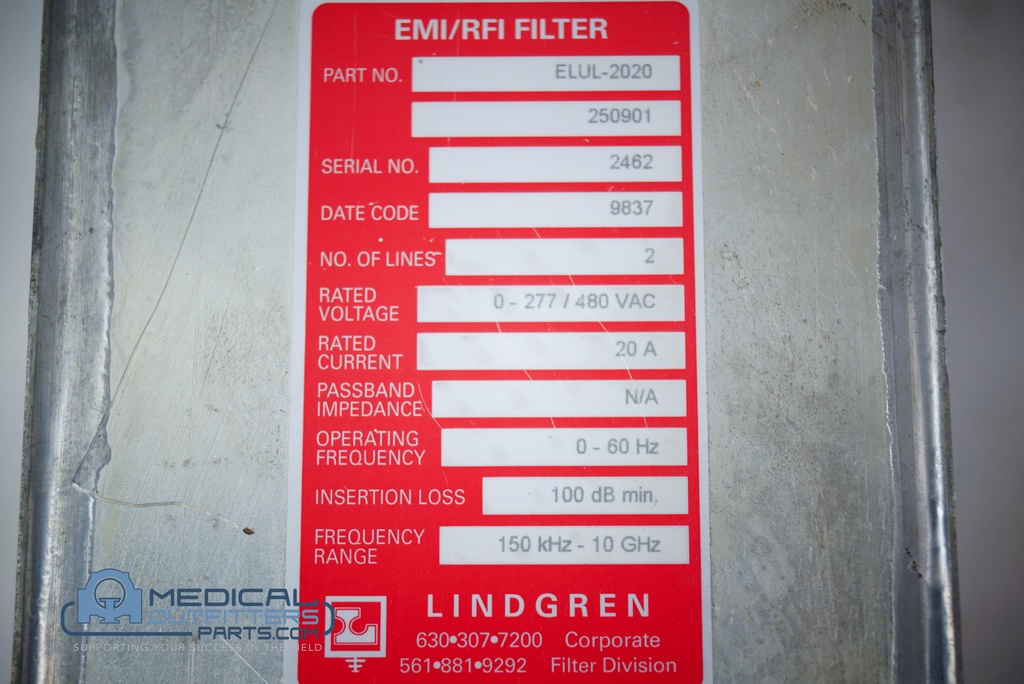 EMI/RFI FILTER
PART NO. ELUL-2020
250901
SERIAL NO. 2462
DATE CODE 9837
NO. OF LINES 2
RATED
VOLTAGE 0 - 277 / 480 VAC
RATED
CURRENT 20 A
PASSBAND
IMPEDANCE N/A
OPERATING
FREQUENCY 0 - 60 Hz
INSERTION LOSS 100 dB min.
FREQUENCY
RANGE 150 kHz - 10 GHz
LINDGREN
630•307•7200 Corporate
561•881•9292 Filter Division
MEDICAL
OUTFITTERS
PARTS.COM
SUPPORTING YOUR SUCCESS IN THE FIELD